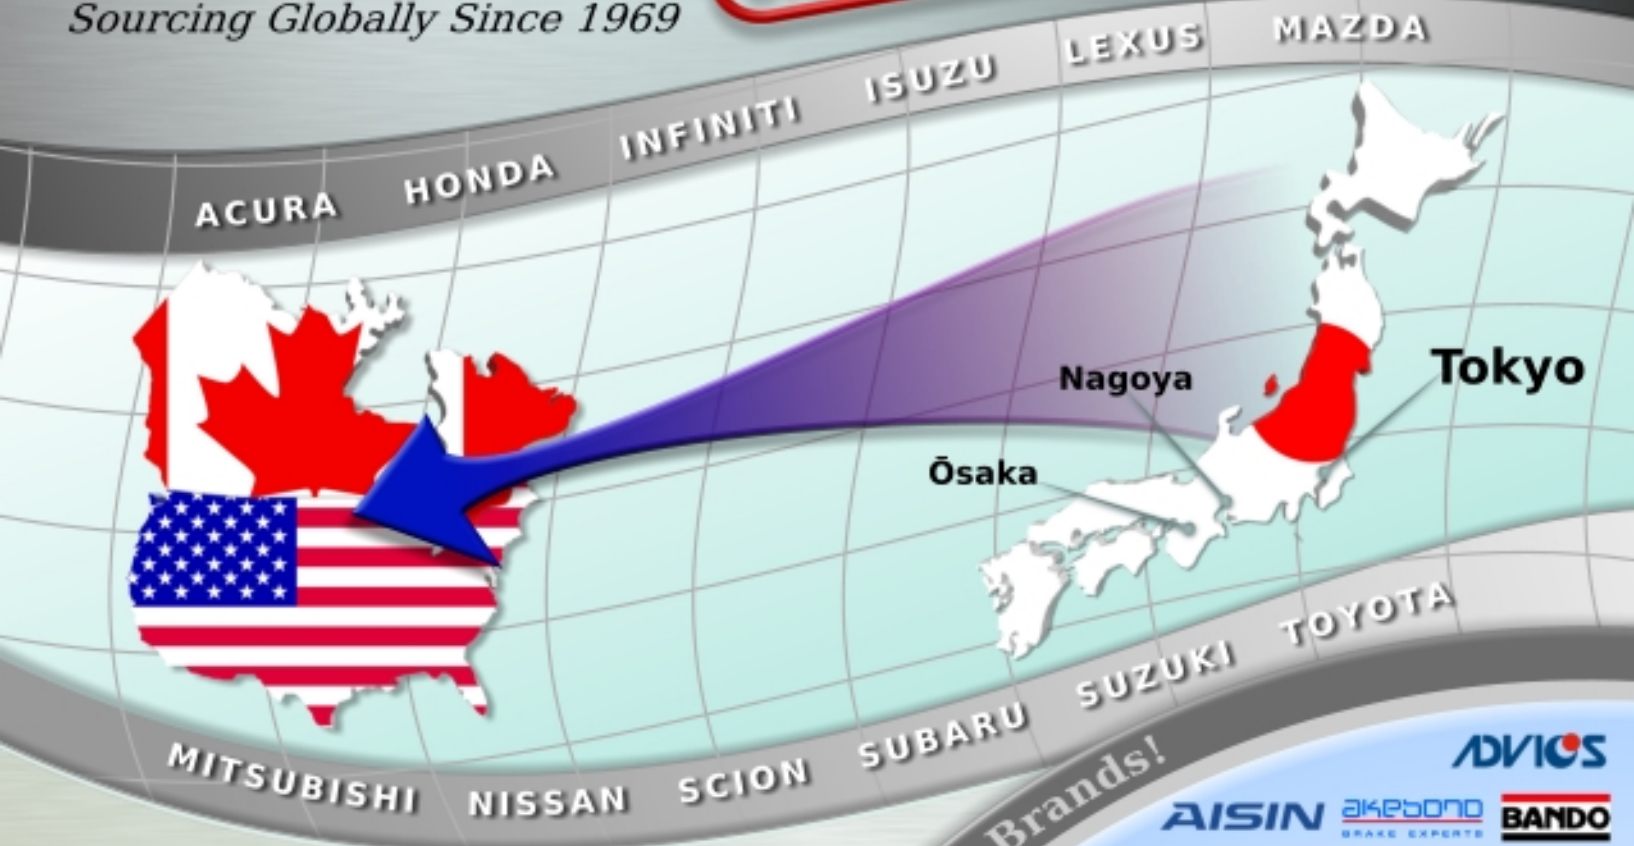 Sourcing Globally Since 1969
ACURA HONDA INFINITI ISUZU LEXUS MAZDA
Nagoya
Tokyo
Ōsaka
MITSUBISHI NISSAN SCION SUBARU SUZUKI TOYOTA
Brands!
ADVICS
AISIN akebono BANDO
BRAKE EXPERTS